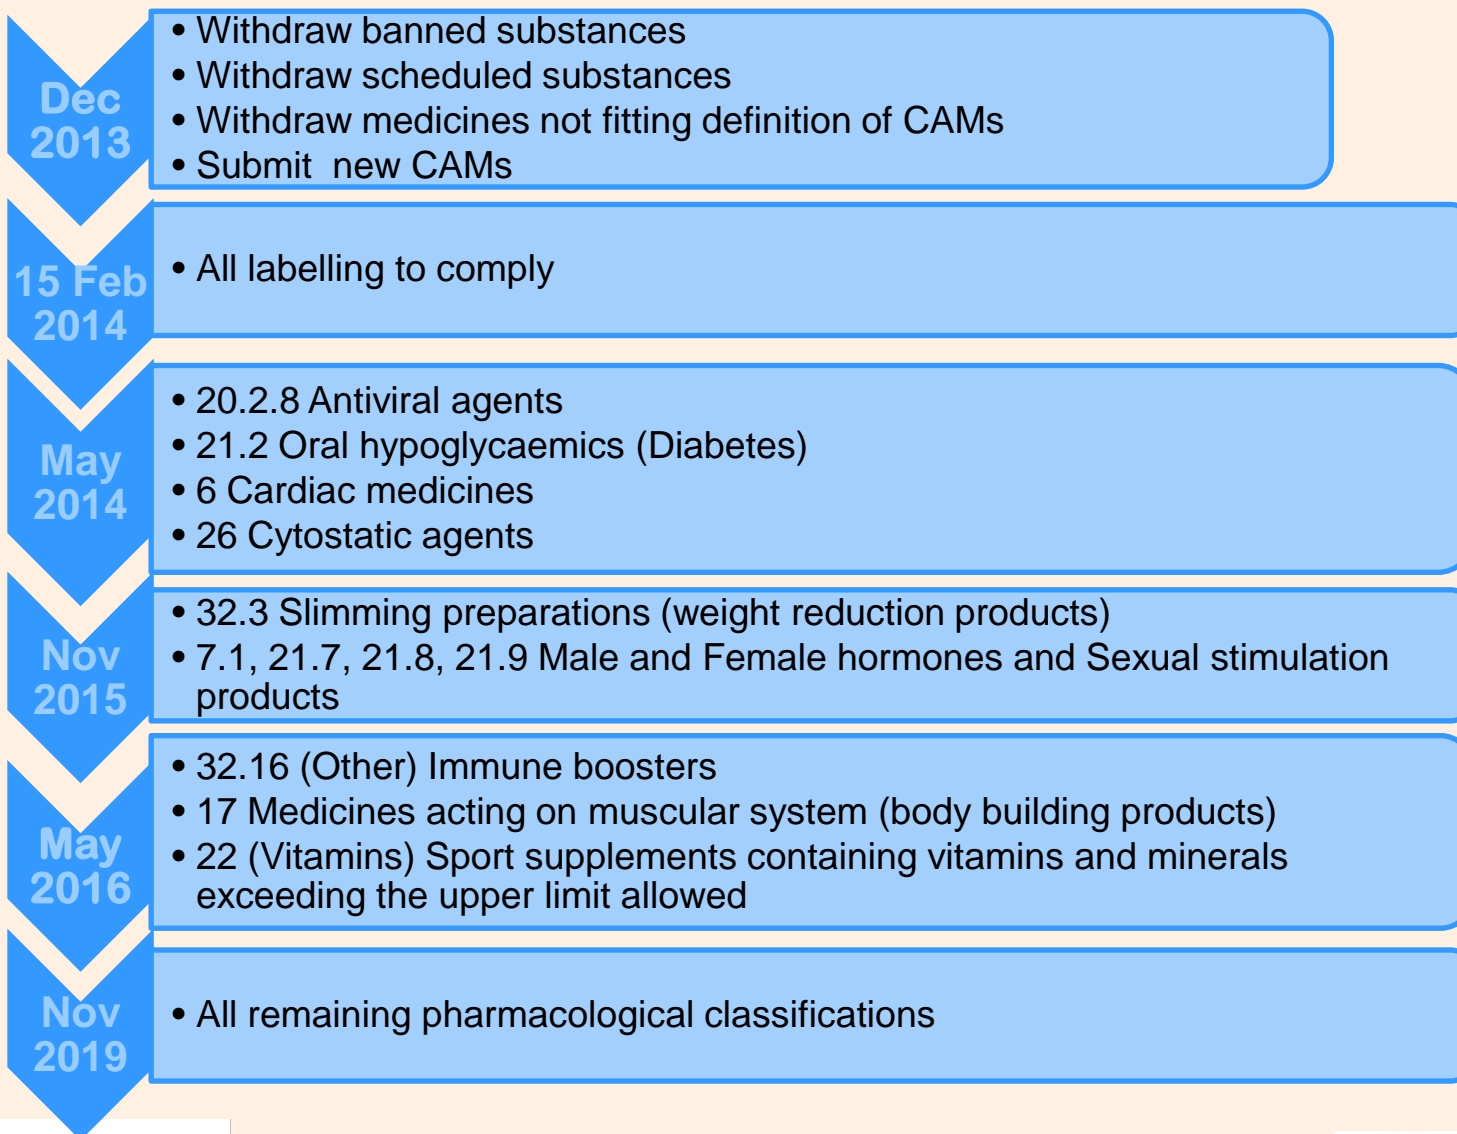 Dec
2013
• Withdraw banned substances
• Withdraw scheduled substances
• Withdraw medicines not fitting definition of CAMs
• Submit  new CAMs
15 Feb
2014
• All labelling to comply
May
2014
• 20.2.8 Antiviral agents
• 21.2 Oral hypoglycaemics (Diabetes)
• 6 Cardiac medicines
• 26 Cytostatic agents
Nov
2015
• 32.3 Slimming preparations (weight reduction products)
• 7.1, 21.7, 21.8, 21.9 Male and Female hormones and Sexual stimulation
products
May
2016
• 32.16 (Other) Immune boosters
• 17 Medicines acting on muscular system (body building products)
• 22 (Vitamins) Sport supplements containing vitamins and minerals
exceeding the upper limit allowed
Nov
2019
• All remaining pharmacological classifications